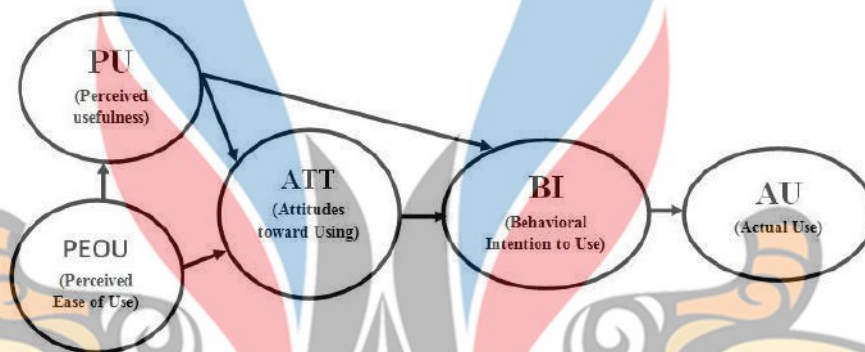 PU
(Perceived
usefulness)
ATT
(Attitudes
toward Using)
BI
(Behavioral
Intention to Use)
AU
(Actual Use)
PEOU
(Perceived
Ease of Use)